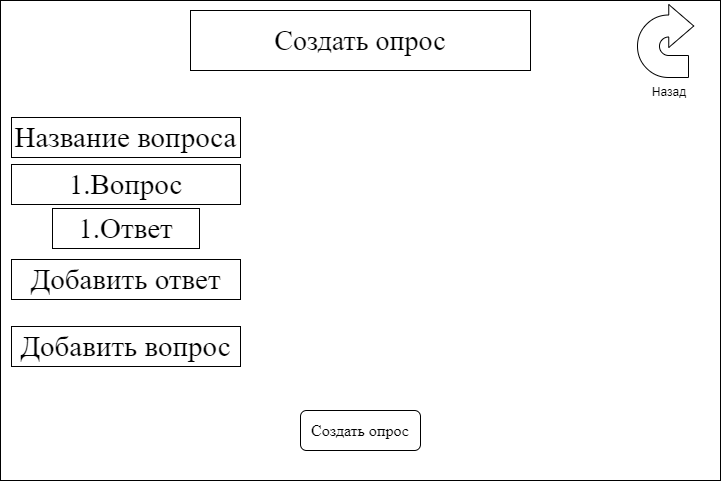 Создать опрос
Назад
Название вопроса
1.Вопрос
1.Ответ
Добавить ответ
Добавить вопрос
Создать опрос